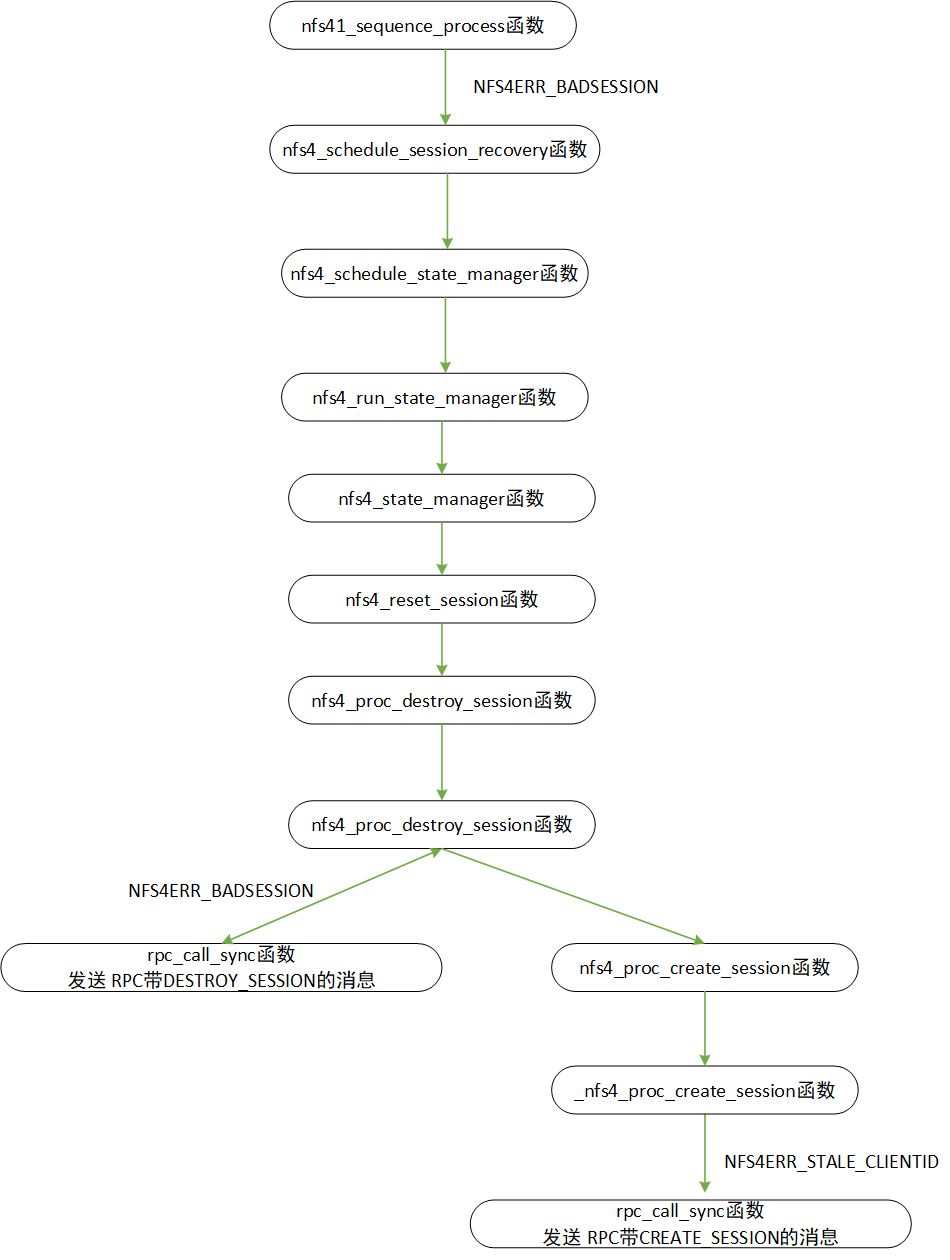 nfs41_sequence_process函数
NFS4ERR_BADSESSION
nfs4_schedule_session_recovery函数
nfs4_schedule_state_manager函数
nfs4_run_state_manager函数
nfs4_state_manager函数
nfs4_reset_session函数
nfs4_proc_destroy_session函数
nfs4_proc_destroy_session函数
NFS4ERR_BADSESSION
rpc_call_sync函数
发送 RPC带DESTROY_SESSION的消息
nfs4_proc_create_session函数
_nfs4_proc_create_session函数
NFS4ERR_STALE_CLIENTID
rpc_call_sync函数
发送 RPC带CREATE_SESSION的消息